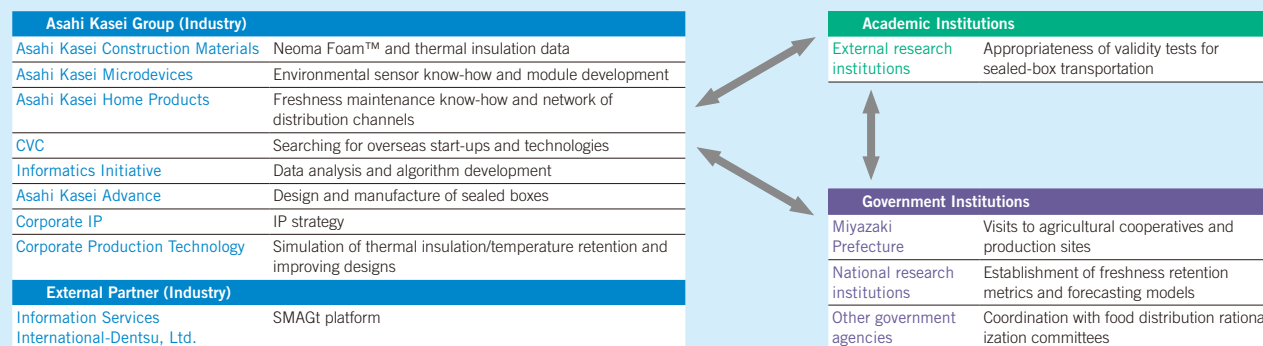 Asahi Kasei Group (Industry)
Asahi Kasei Construction Materials Neoma Foam™ and thermal insulation data
Asahi Kasei Microdevices Environmental sensor know-how and module development
Asahi Kasei Home Products Freshness maintenance know-how and network of
distribution channels
CVC Searching for overseas start-ups and technologies
Informatics Initiative Data analysis and algorithm development
Asahi Kasei Advance Design and manufacture of sealed boxes
Corporate IP IP strategy
Corporate Production Technology Simulation of thermal insulation/temperature retention and
improving designs
External Partner (Industry)
Information Services SMAGt platform
International-Dentsu, Ltd.
Academic Institutions
External research Appropriateness of validity tests for
institutions sealed-box transportation
Government Institutions
Miyazaki Visits to agricultural cooperatives and
Prefecture production sites
National research Establishment of freshness retention
institutions metrics and forecasting models
Other government Coordination with food distribution rationa
agencies ization committees